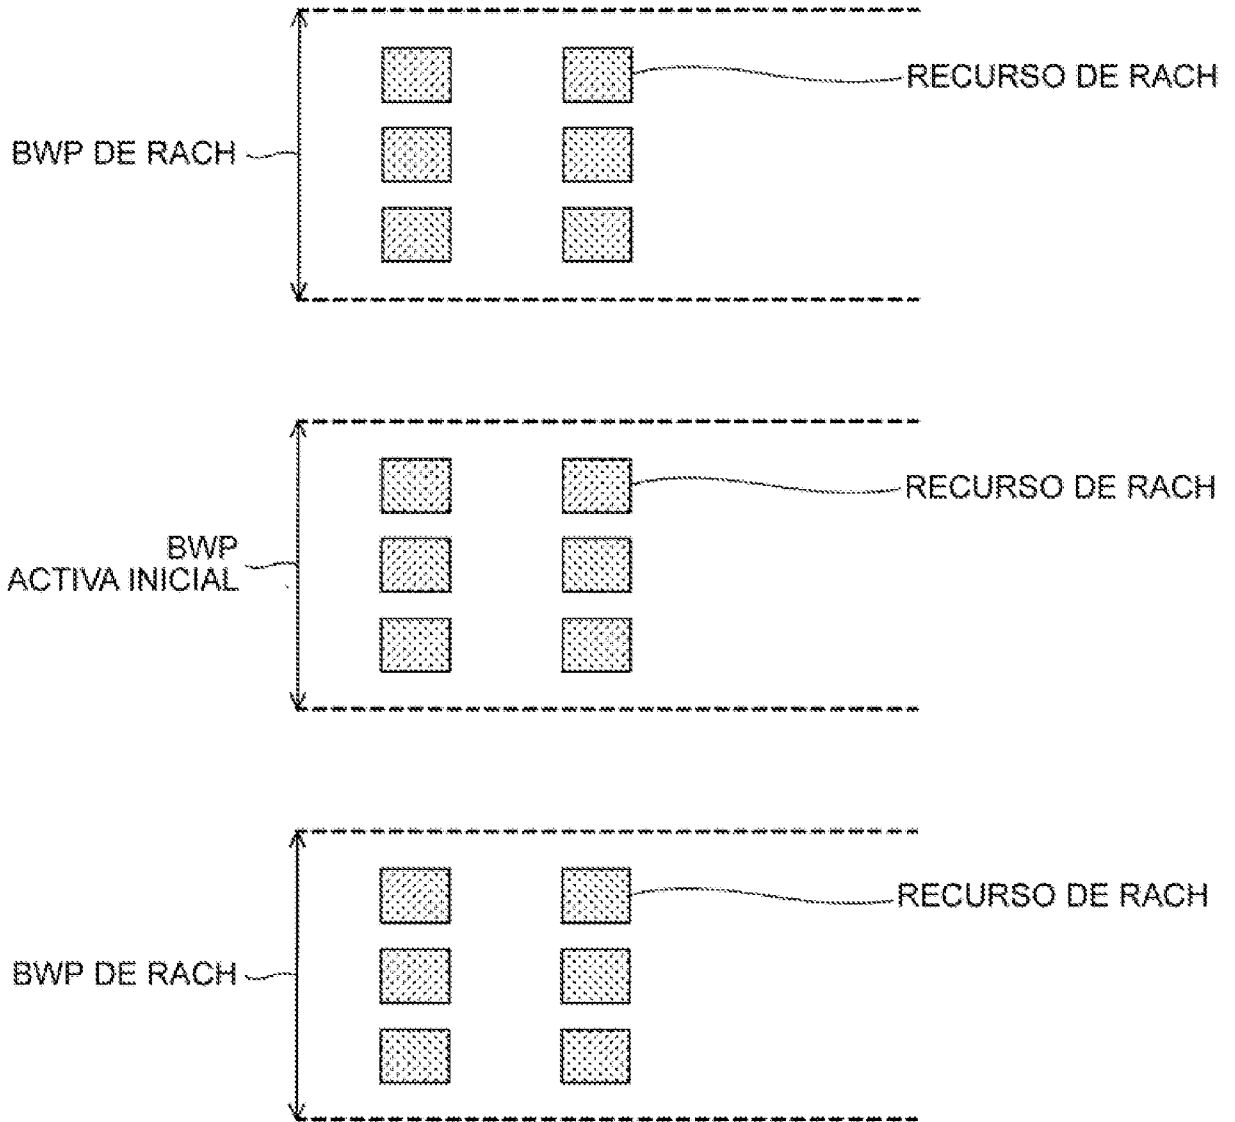 RECURSO DE RACH
BWP DE RACH
RECURSO DE RACH
BWP
ACTIVA INICIAL
RECURSO DE RACH
BWP DE RACH